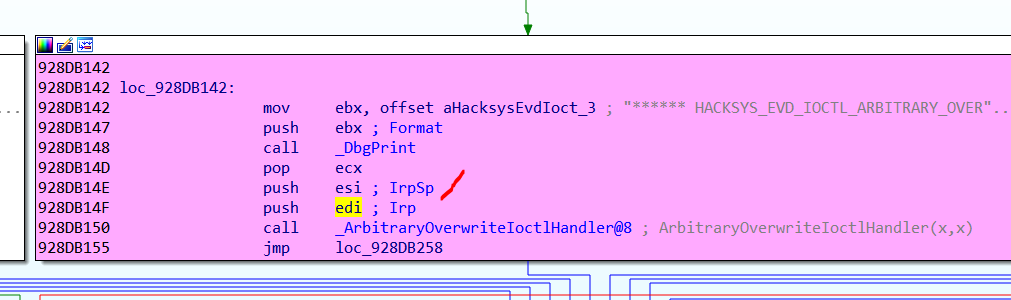 928DB142
928DB142 loc_928DB142:
928DB142 mov ebx, offset aHacksysEvdIoct_3 ; "****** HACKSYS_EVD_IOCTL_ARBITRARY_OVER"...
928DB147 push ebx ; Format
928DB148 call _DbgPrint
928DB14D pop ecx
928DB14E push esi ; IrpSp
928DB14F push edi ; Irp
928DB150 call _ArbitraryOverwriteIoctlHandler@8 ; ArbitraryOverwriteIoctlHandler(x,x)
928DB155 jmp loc_928DB258